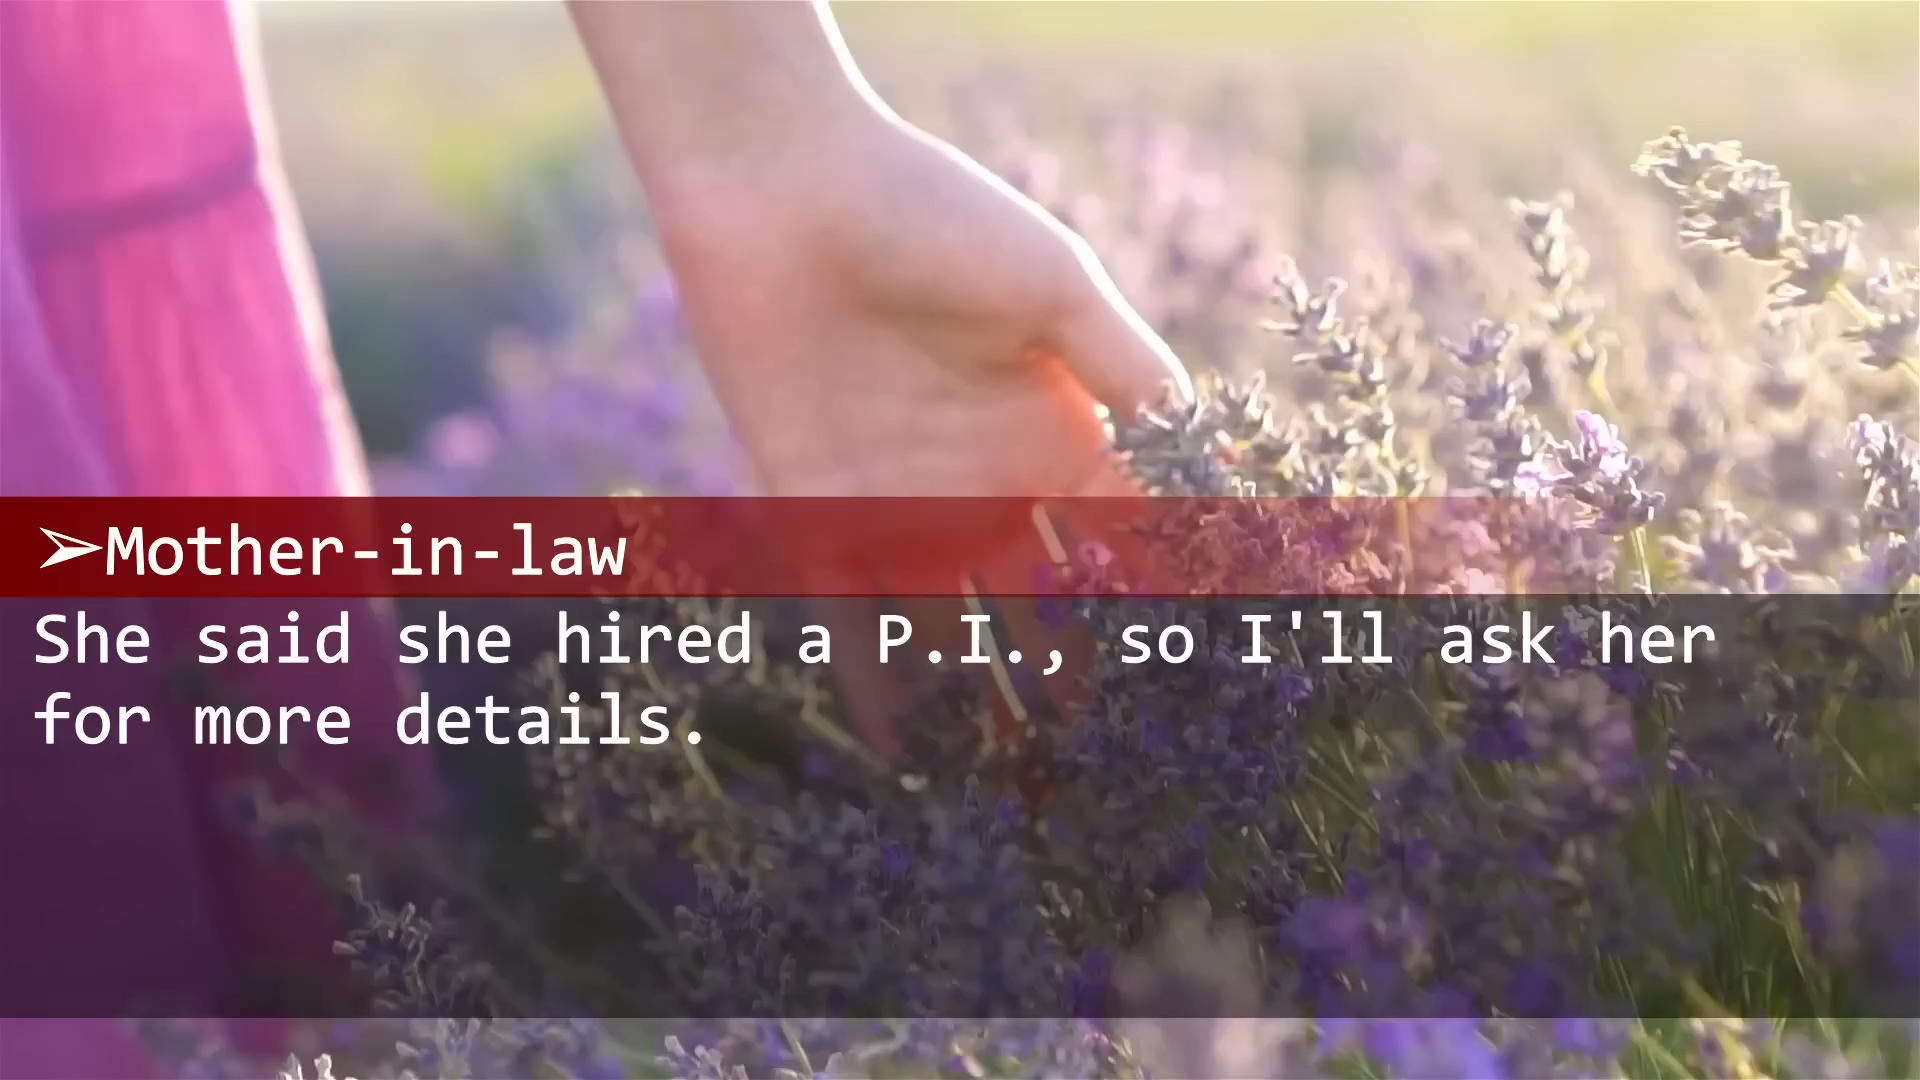 ➢Mother-in-law
She said she hired a P.I., so I'll ask her
for more details.